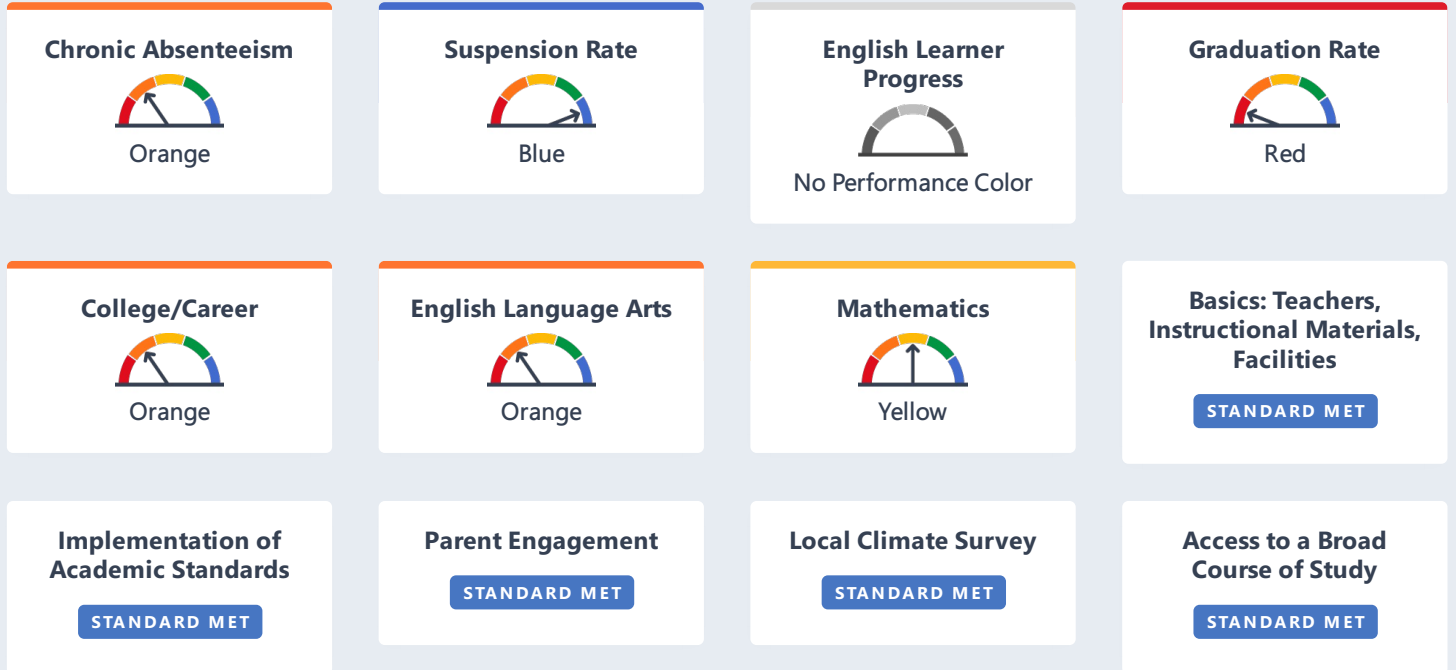 Chronic Absenteeism
Orange
Suspension Rate
Blue
English Learner
Progress
No Performance Color
Graduation Rate
Red
College/Career
Orange
English Language Arts
Orange
Mathematics
Yellow
Basics: Teachers,
Instructional Materials,
Facilities
STANDARD MET
Implementation of
Academic Standards
STANDARD MET
Parent Engagement
STANDARD MET
Local Climate Survey
STANDARD MET
Access to a Broad
Course of Study
STANDARD MET